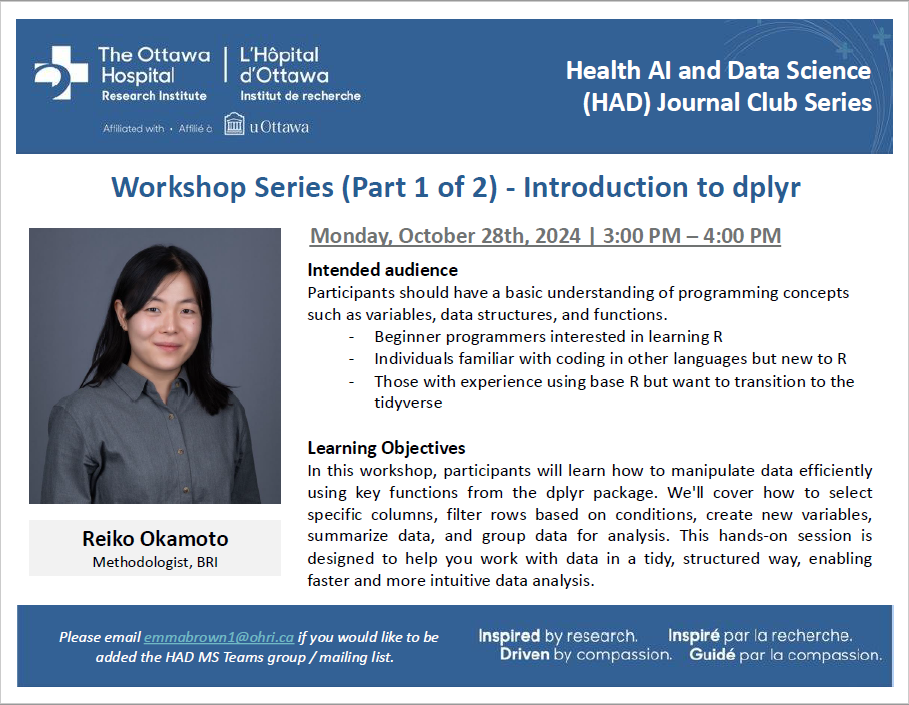 The Ottawa Hospital Research Institute
L'Hôpital d'Ottawa Institut de recherche
Affiliated with • Affilié à uOttawa
Health AI and Data Science
(HAD) Journal Club Series
Workshop Series (Part 1 of 2) - Introduction to dplyr
Monday, October 28th, 2024 | 3:00 PM – 4:00 PM
Intended audience
Participants should have a basic understanding of programming concepts
such as variables, data structures, and functions.
- Beginner programmers interested in learning R
- Individuals familiar with coding in other languages but new to R
- Those with experience using base R but want to transition to the
tidyverse
Learning Objectives
In this workshop, participants will learn how to manipulate data efficiently
using key functions from the dplyr package. We'll cover how to select
specific columns, filter rows based on conditions, create new variables,
summarize data, and group data for analysis. This hands-on session is
designed to help you work with data in a tidy, structured way, enabling
faster and more intuitive data analysis.
Reiko Okamoto
Methodologist, BRI
Please email emmabrown1@ohri.ca if you would like to be
added the HAD MS Teams group / mailing list.
Inspired by research.
Driven by compassion.
Inspiré par la recherche.
Guidé par la compassion.